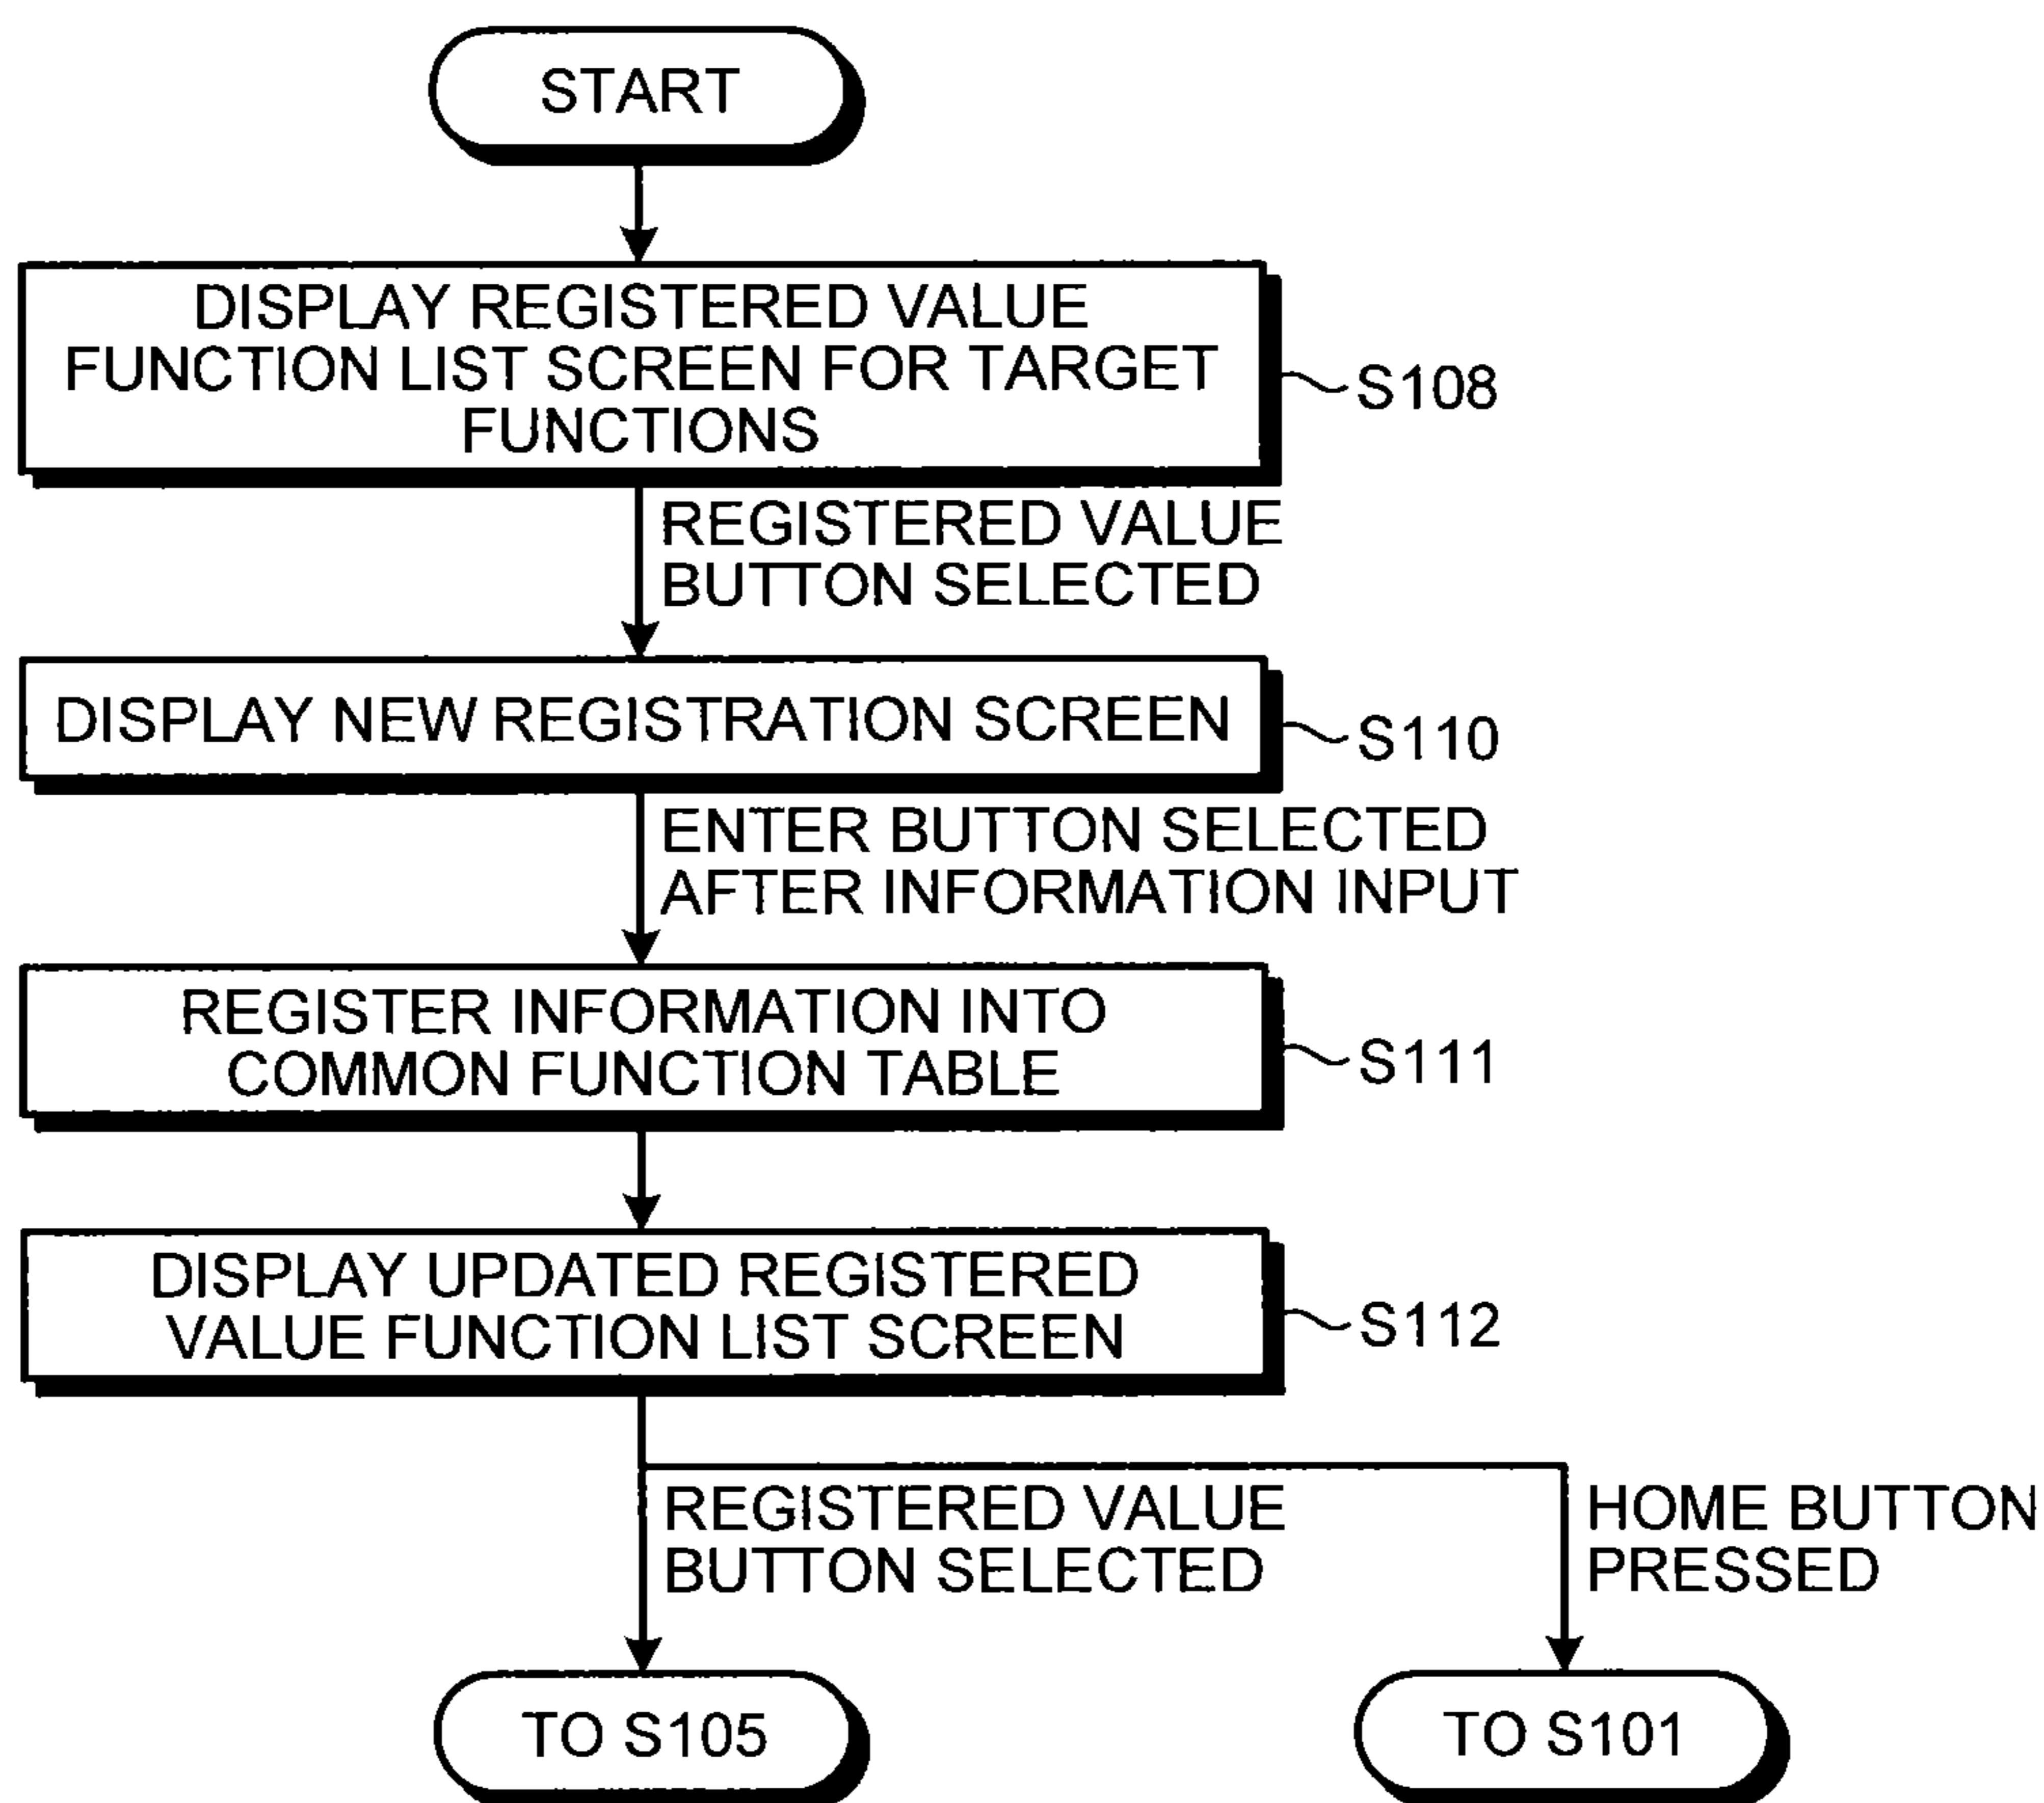 START
DISPLAY REGISTERED VALUE
FUNCTION LIST SCREEN FOR TARGET
FUNCTIONS
S108
REGISTERED VALUE
BUTTON SELECTED
DISPLAY NEW REGISTRATION SCREEN
S110
ENTER BUTTON SELECTED
AFTER INFORMATION INPUT
REGISTER INFORMATION INTO
COMMON FUNCTION TABLE
S111
DISPLAY UPDATED REGISTERED
VALUE FUNCTION LIST SCREEN
S112
REGISTERED VALUE
BUTTON SELECTED
HOME BUTTON
PRESSED
TO S105
TO S101